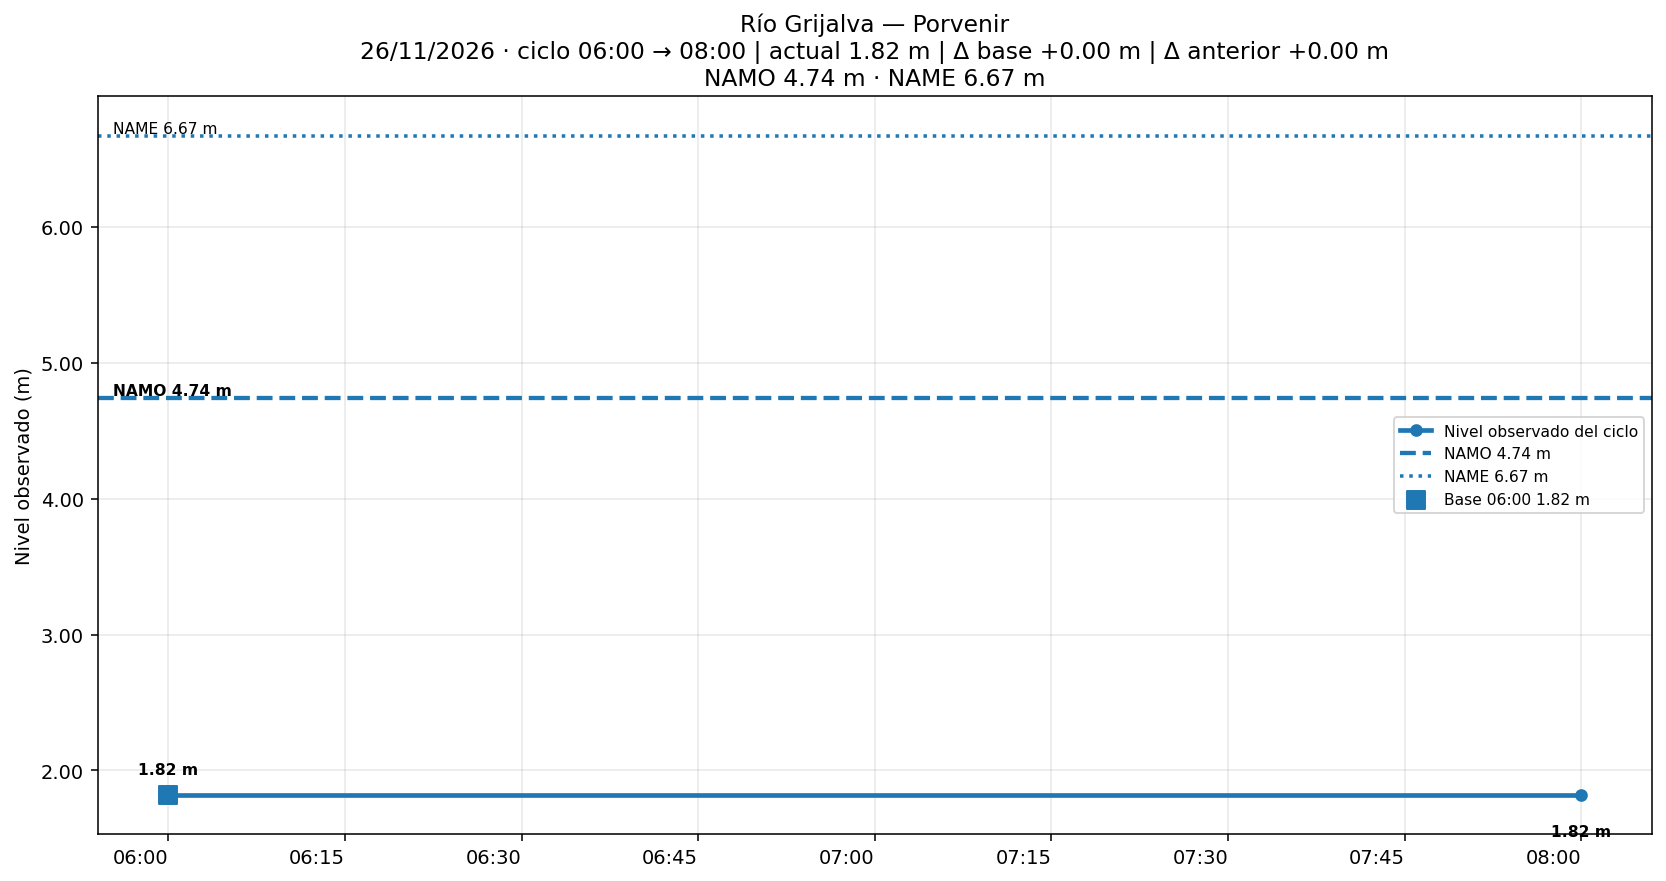 Río Grijalva — Porvenir
26/11/2026 · ciclo 06:00 → 08:00 | actual 1.82 m | Δ base +0.00 m | Δ anterior +0.00 m
NAMO 4.74 m · NAME 6.67 m
NAME 6.67 m
6.00
5.00
NAMO 4.74 m
Nivel observado del ciclo
NAMO 4.74 m
NAME 6.67 m
Base 06:00 1.82 m
4.00
Nivel observado (m)
3.00
2.00
1.82 m
1.82 m
06:00 06:15 06:30 06:45 07:00 07:15 07:30 07:45 08:00